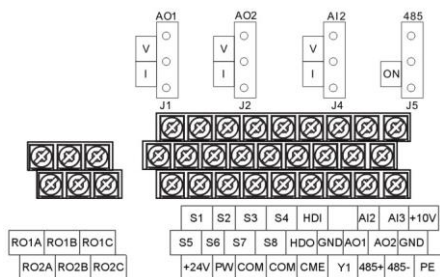 AO1 AO2 AI2 485
V V V
I I I ON
J1 J2 J4 J5
S1 S2 S3 S4 HDI AI2 AI3 +10V
RO1A RO1B RO1C S5 S6 S7 S8 HDO GND AO1 AO2 GND
RO2A RO2B RO2C +24V PW COM COM CME Y1 485+ 485- PE